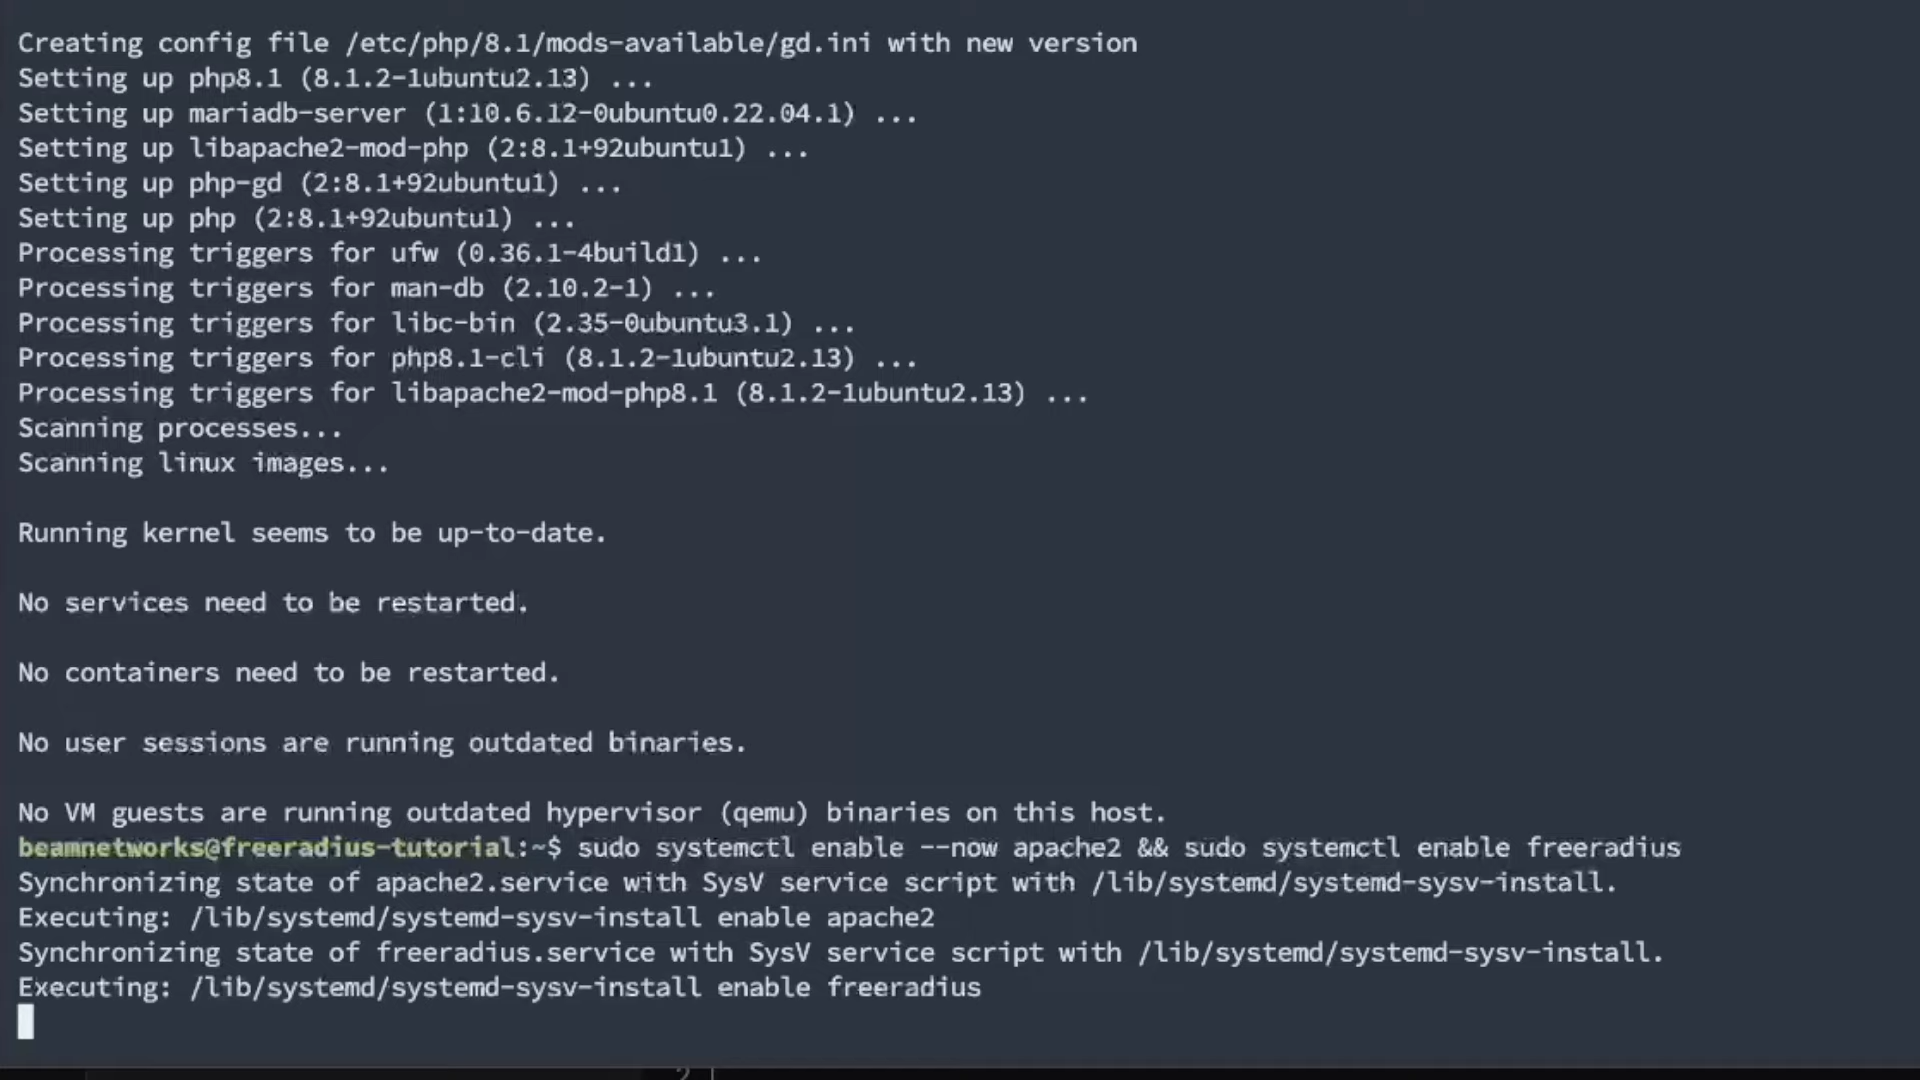 Creating config file /etc/php/8.1/mods-available/gd.ini with new version
Setting up php8.1 (8.1.2-1ubuntu2.13) ...
Setting up mariadb-server (1:10.6.12-0ubuntu0.22.04.1) ...
Setting up libapache2-mod-php (2:8.1+92ubuntu1) ...
Setting up php-gd (2:8.1+92ubuntu1) ...
Setting up php (2:8.1+92ubuntu1) ...
Processing triggers for ufw (0.36.1-4build1) ...
Processing triggers for man-db (2.10.2-1) ...
Processing triggers for libc-bin (2.35-0ubuntu3.1) ...
Processing triggers for php8.1-cli (8.1.2-1ubuntu2.13) ...
Processing triggers for libapache2-mod-php8.1 (8.1.2-1ubuntu2.13) ...
Scanning processes...
Scanning linux images...
Running kernel seems to be up-to-date.
No services need to be restarted.
No containers need to be restarted.
No user sessions are running outdated binaries.
No VM guests are running outdated hypervisor (qemu) binaries on this host.
beamnetworks@freeradius-tutorial:~$ sudo systemctl enable --now apache2 && sudo systemctl enable freeradius
Synchronizing state of apache2.service with SysV service script with /lib/systemd/systemd-sysv-install.
Executing: /lib/systemd/systemd-sysv-install enable apache2
Synchronizing state of freeradius.service with SysV service script with /lib/systemd/systemd-sysv-install.
Executing: /lib/systemd/systemd-sysv-install enable freeradius